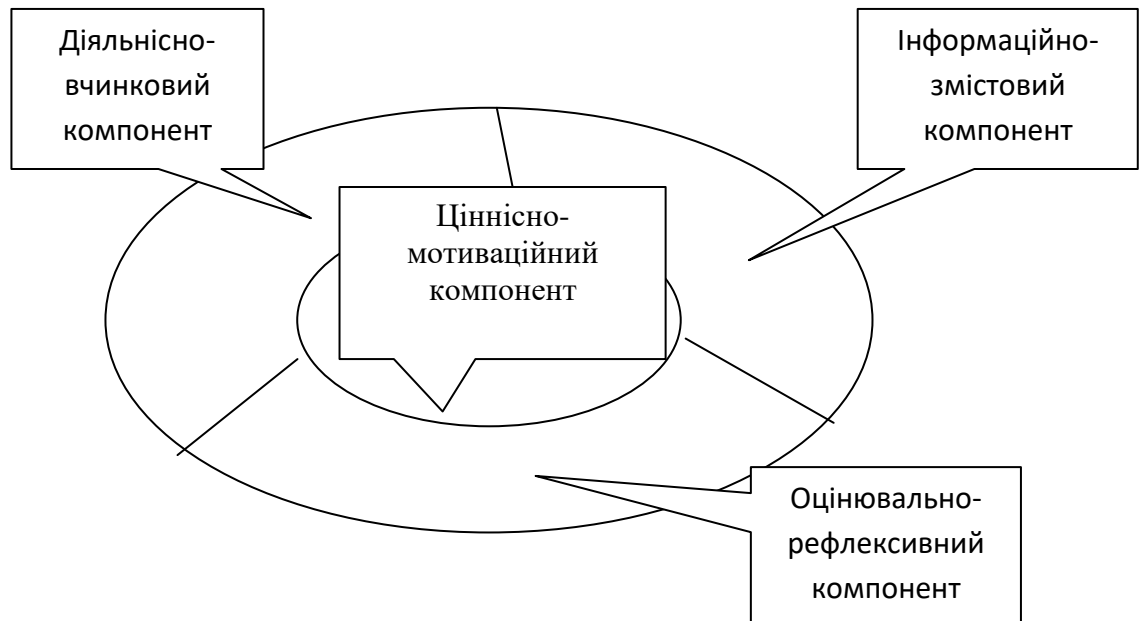 Діяльнісно-
вчинковий
компонент
Інформаційно-
змістовий
компонент
Ціннісно-
мотиваційний
компонент
Оцінювально-
рефлексивний
компонент